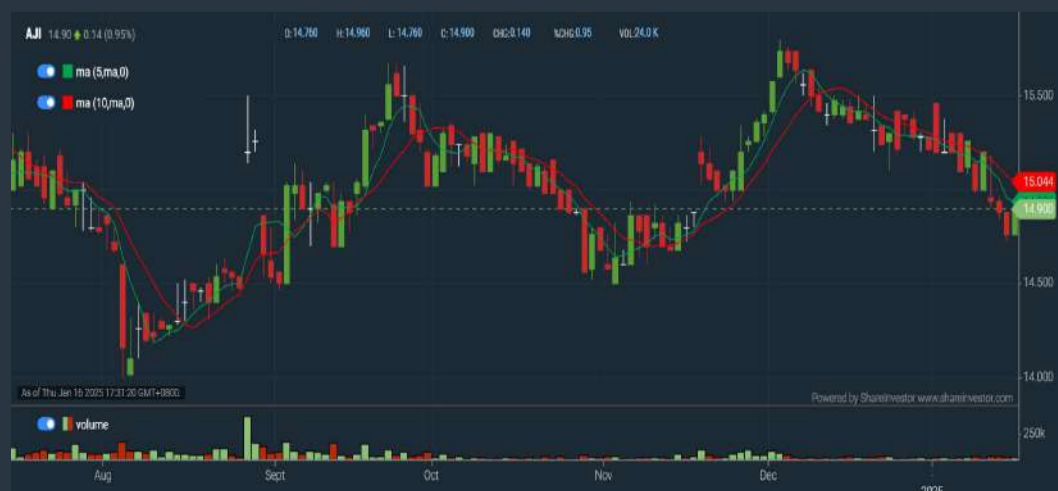 AJI 14.90 0.14 (0.95%) O: 14.760 H: 14.960 L: 14.760 C: 14.900 CHG:0.140 %CHG:0.95 VOL:24.0 K
ma (5,ma,0)
ma (10,ma,0)
15.500
15.044
14.900
14.500
14.000
As of Thu Jan 16 2025 17:31:20 GMT+0800.
Powered by ShareInvestor www.shareinvestor.com
volume
250k
Aug Sept Oct Nov Dec
2025